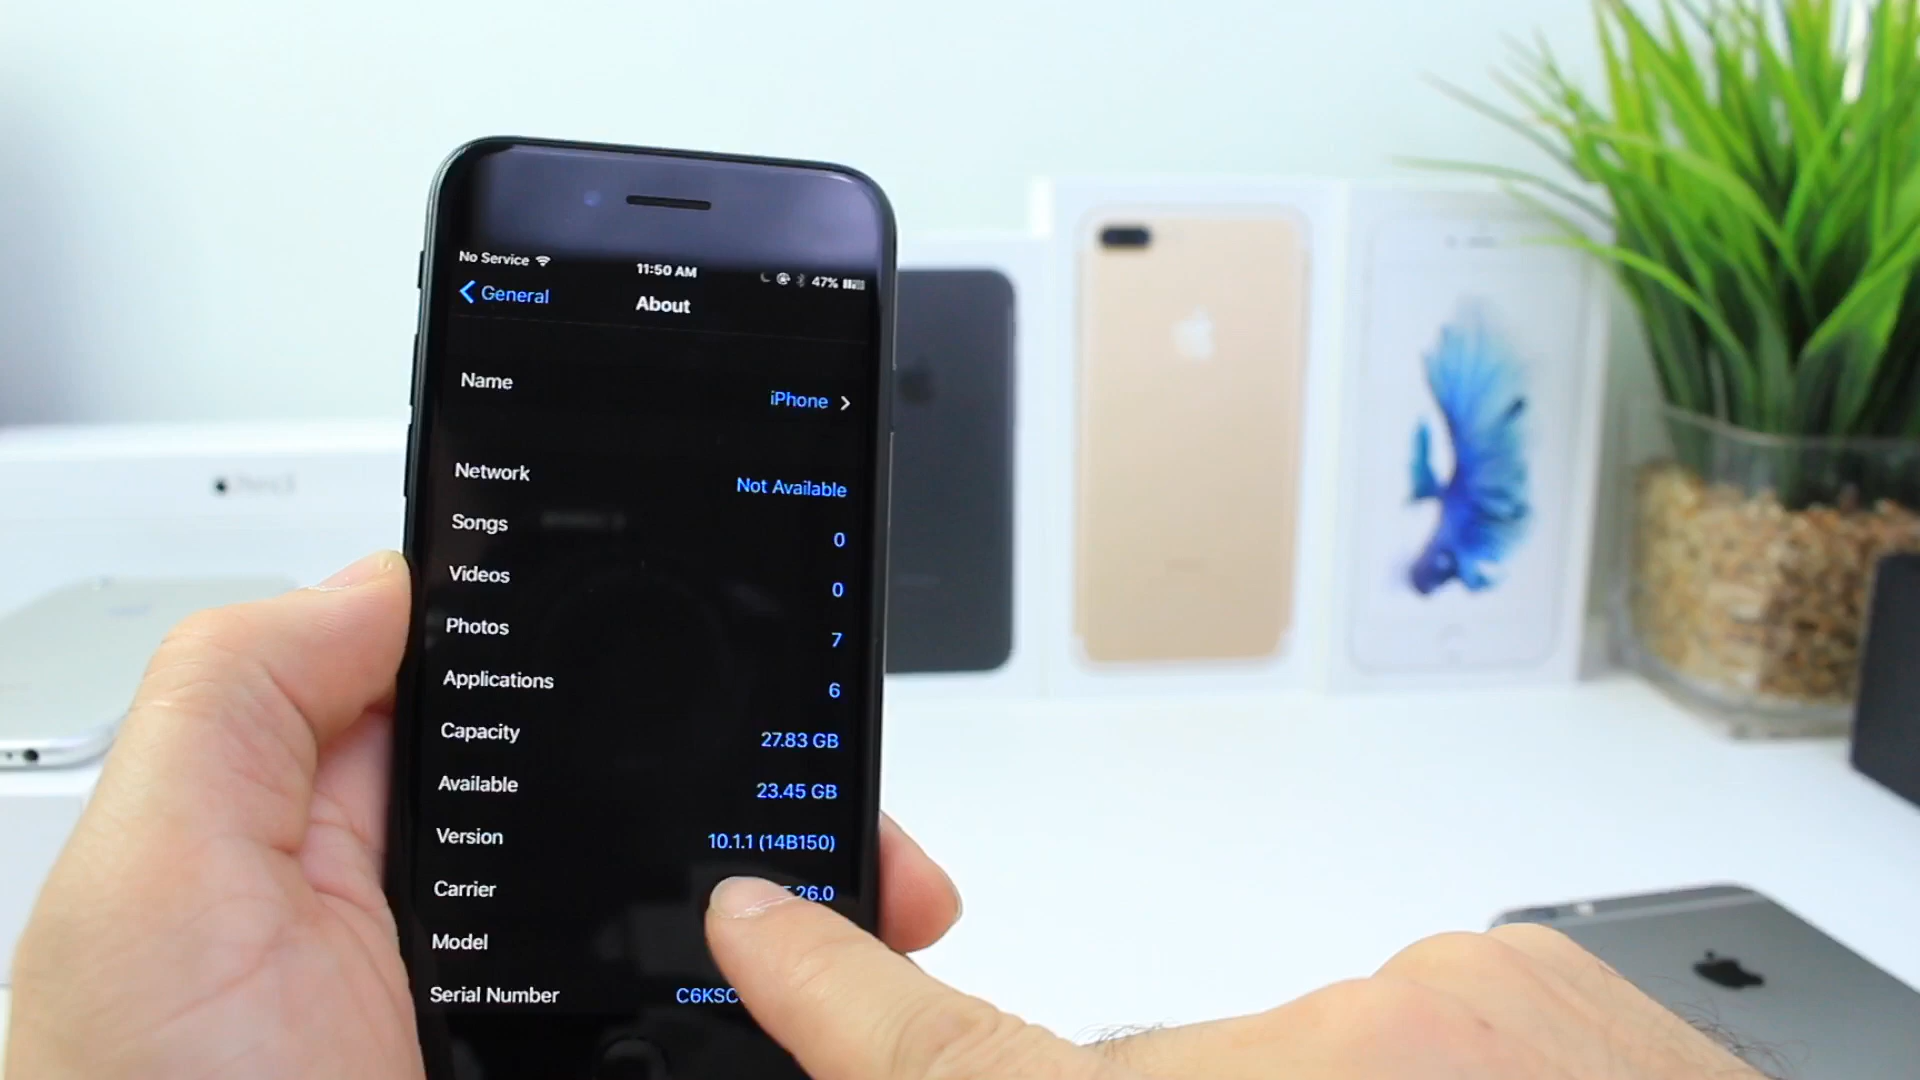 No Service 11:50 AM 47%
General About
Name iPhone
Network Not Available
Songs 0
Videos 0
Photos 7
Applications 6
Capacity 27.83 GB
Available 23.45 GB
Version 10.1.1 (14B150)
Carrier 26.0
Model
Serial Number C6KSC